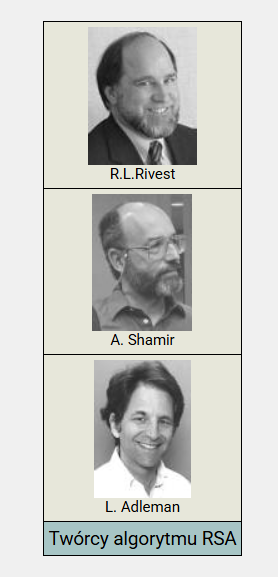 R.L.Rivest
A. Shamir
L. Adleman
Twórcy algorytmu RSA